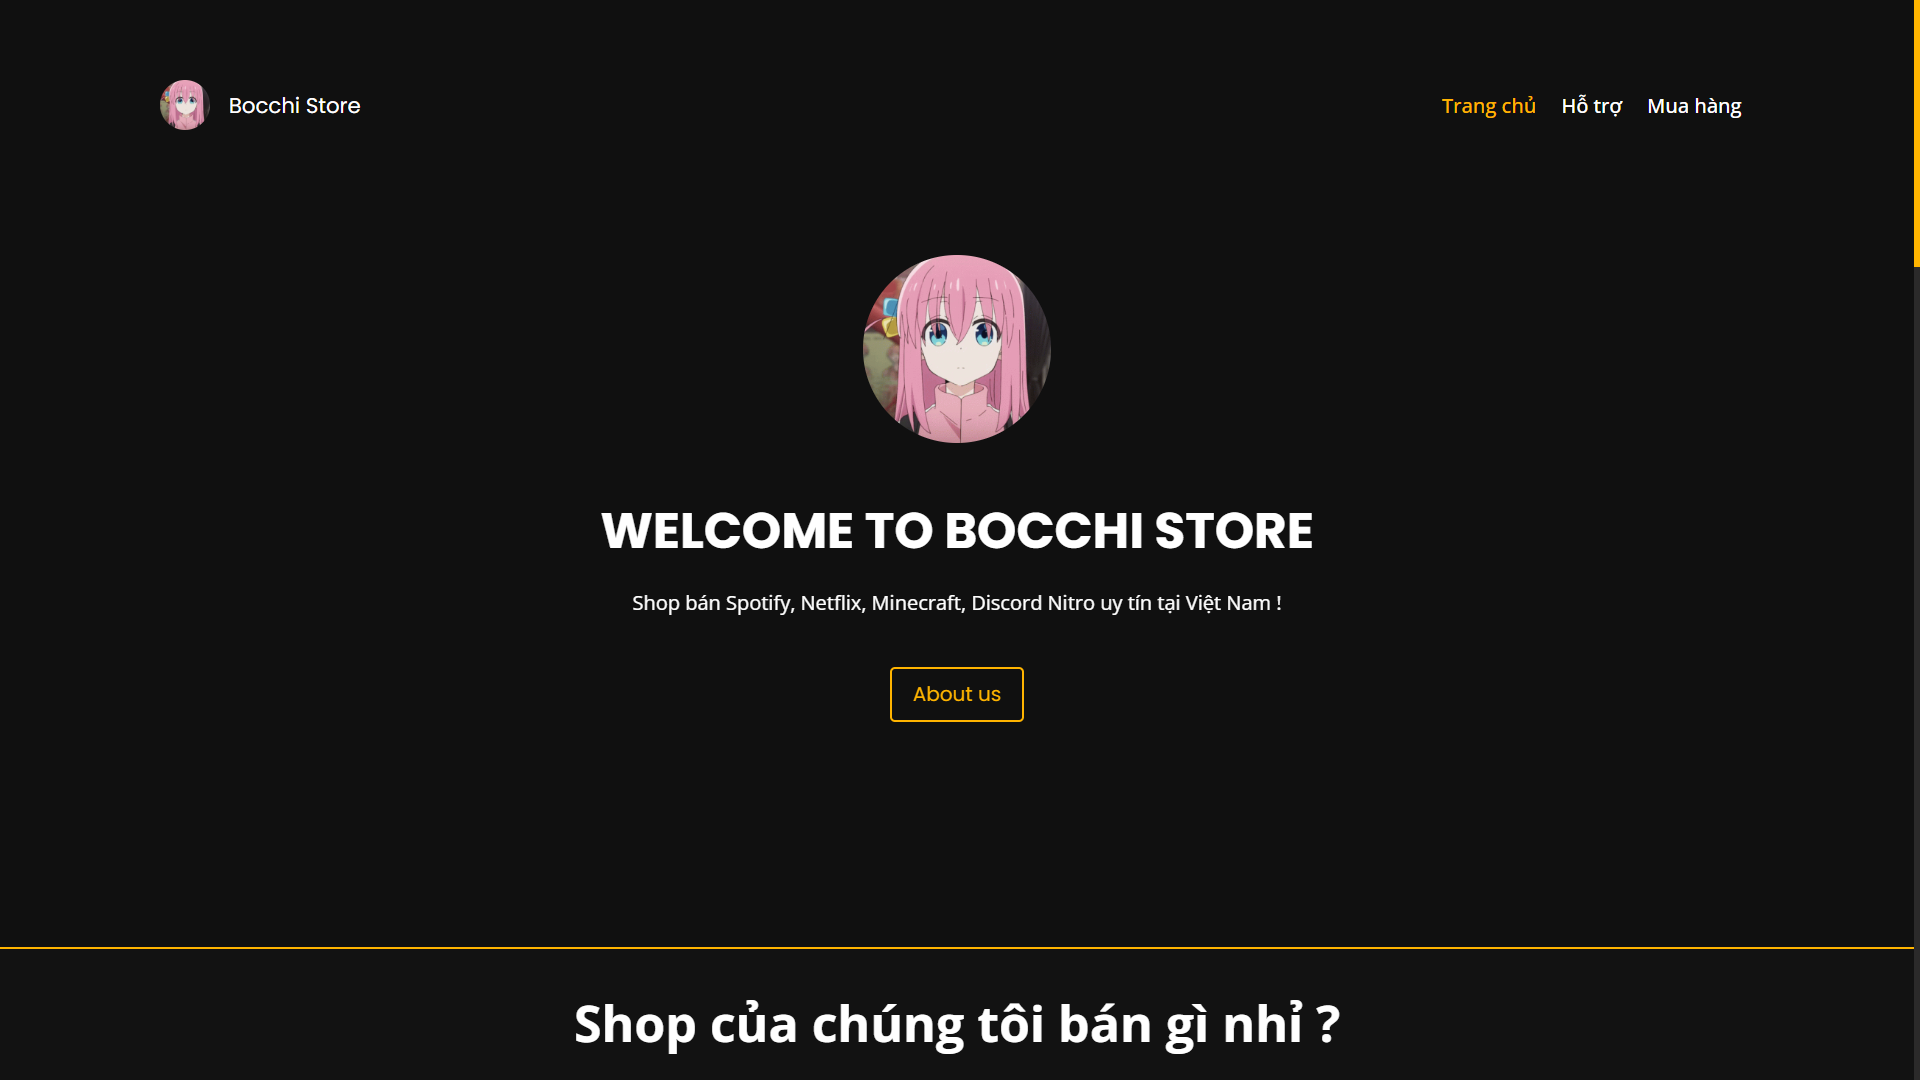 Bocchi Store
Trang chủ
Hỗ trợ
Mua hàng
WELCOME TO BOCCHI STORE
Shop bán Spotify, Netflix, Minecraft, Discord Nitro uy tín tại Việt Nam !
About us
Shop của chúng tôi bán gì nhỉ ?